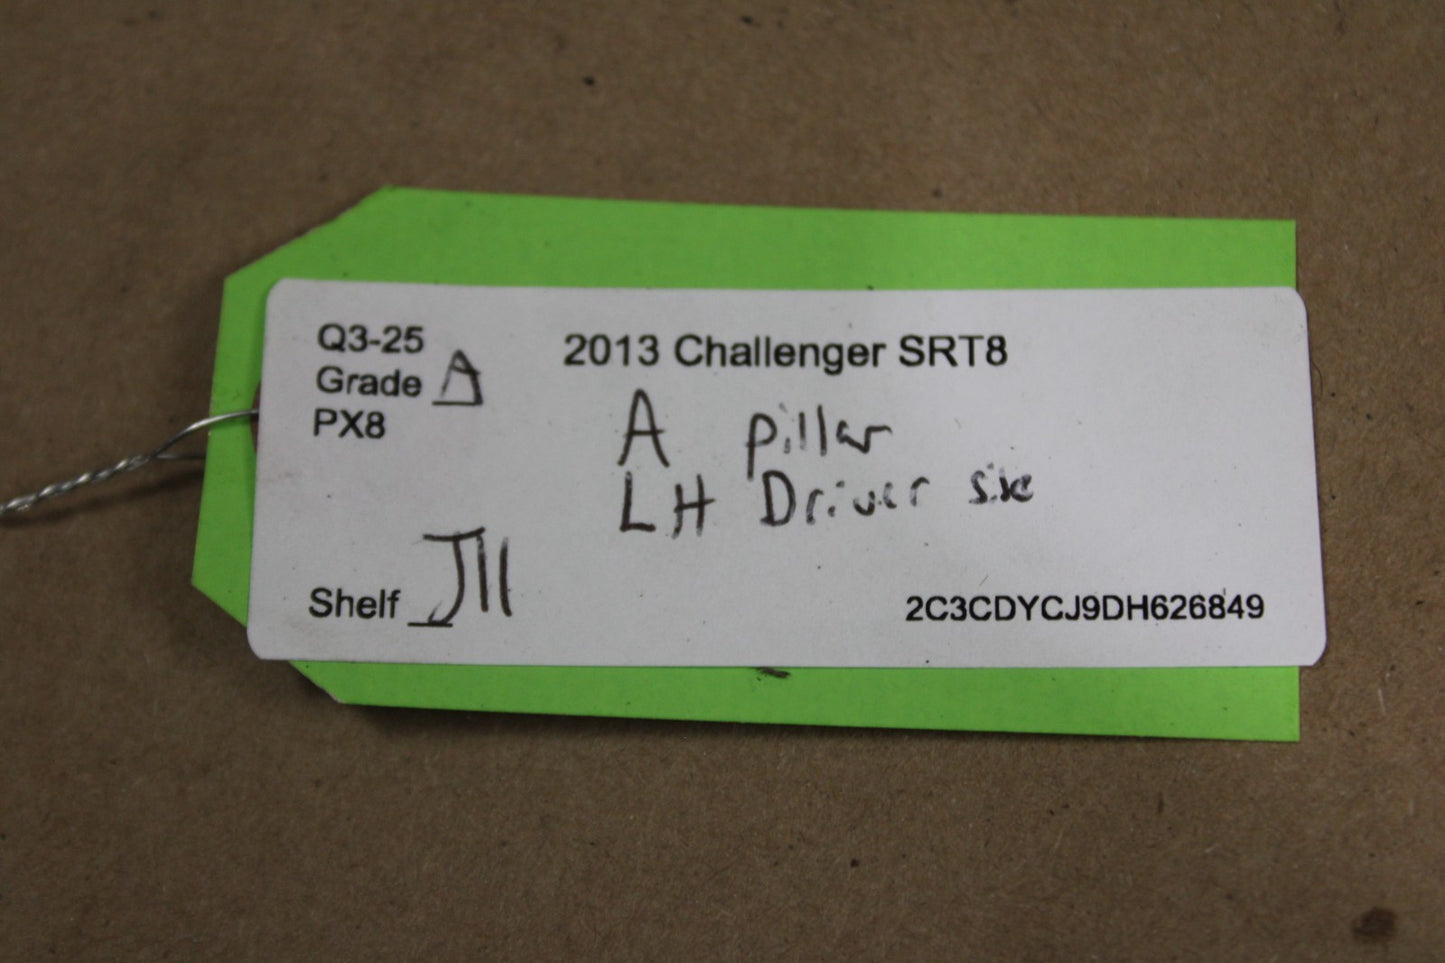 Q3-25
Grade A
PX8
2013 Challenger SRT8
A pillar
LH Driver side
Shelf J11
2C3CDYCJ9DH626849